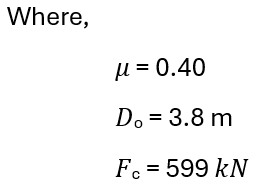 Where,
μ = 0.40
Dₒ = 3.8 m
F꜀ = 599 kN